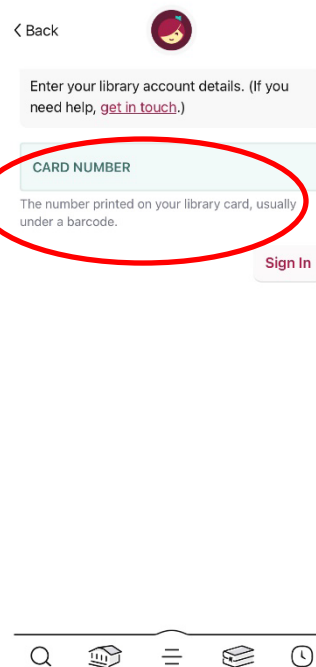 Back
Enter your library account details. (If you
need help, get in touch.)
CARD NUMBER
The number printed on your library card, usually
under a barcode.
Sign In